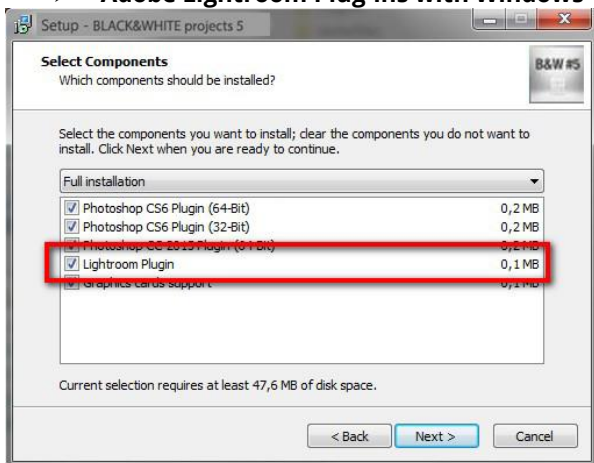 Adobe Lightroom Plug-ins with Windows
Setup - BLACK&WHITE projects 5
Select Components
Which components should be installed?
B&W #5
Select the components you want to install; clear the components you do not want to
install. Click Next when you are ready to continue.
Full installation
Photoshop CS6 Plugin (64-Bit) 0,2 MB
Photoshop CS6 Plugin (32-Bit) 0,2 MB
Photoshop CC 2015 Plugin (64-Bit) 0,2 MB
Lightroom Plugin 0,1 MB
Graphics cards support 0,1 MB
Current selection requires at least 47,6 MB of disk space.
< Back Next > Cancel